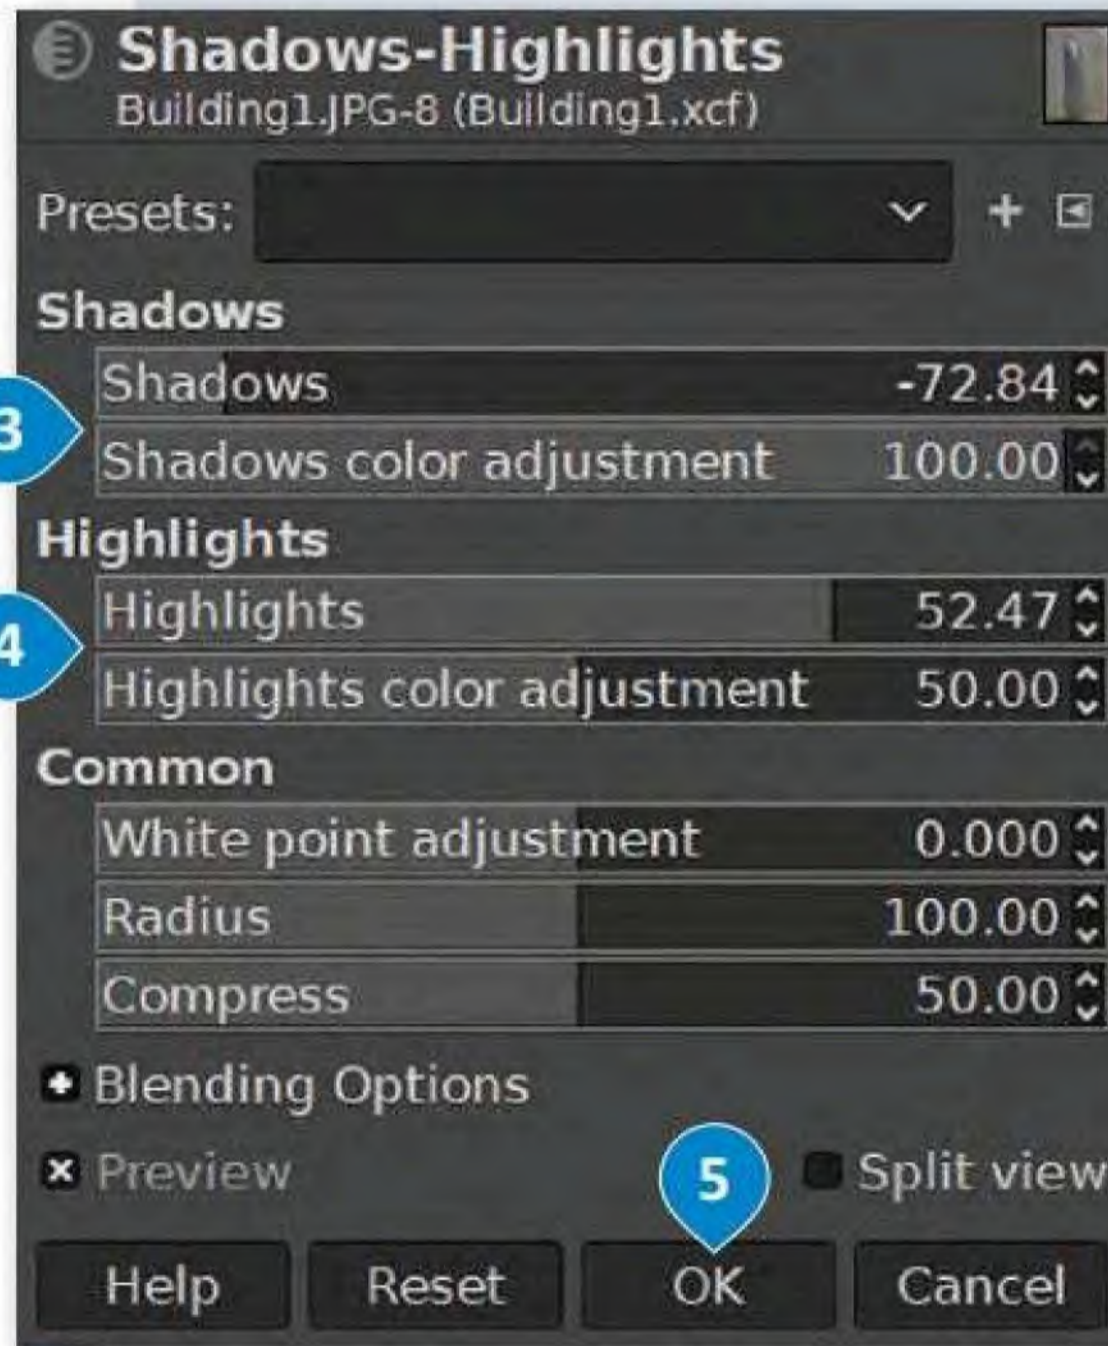 Shadows-Highlights
Building1.JPG-8 (Building1.xcf)
Presets:
Shadows
Shadows -72.84
3
Shadows color adjustment 100.00
Highlights
Highlights 52.47
4
Highlights color adjustment 50.00
Common
White point adjustment 0.000
Radius 100.00
Compress 50.00
Blending Options
Preview
5
Split view
Help Reset OK Cancel